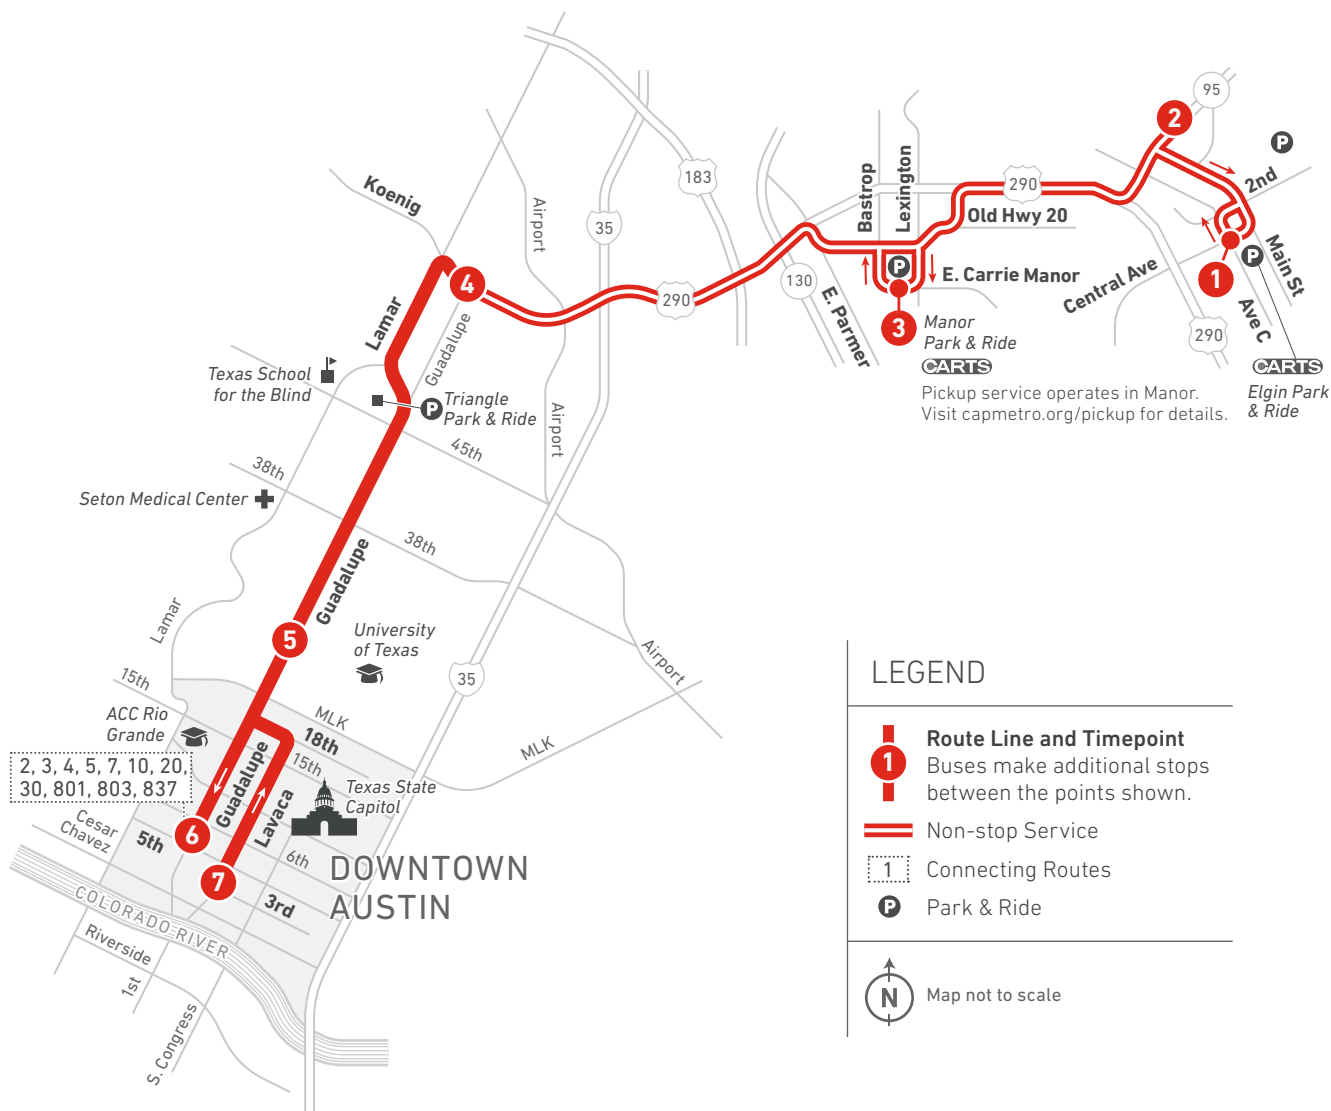 95
2
P
183
Koenig
Bastrop
Lexington
2nd
290
Airport
35
Old Hwy 20
Main St
P
P
E. Carrie Manor
Central Ave
1
4
130
290
E. Parmer
Lamar
Guadalupe
3
Manor
Park & Ride
CARTS
Pickup service operates in Manor.
Visit capmetro.org/pickup for details.
Ave C
290
CARTS
Elgin Park
& Ride
Texas School
for the Blind
P
Triangle
Park & Ride
Airport
45th
38th
Seton Medical Center
38th
Guadalupe
Lamar
5
University
of Texas
Airport
35
15th
MLK
ACC Rio
Grande
18th
MLK
15th
2, 3, 4, 5, 7, 10, 20,
30, 801, 803, 837
Guadalupe
Lavaca
Texas State
Capitol
Cesar
Chavez
5th
6
6th
7
3rd
DOWNTOWN
AUSTIN
COLORADO RIVER
Riverside
1st
S. Congress
LEGEND
1
Route Line and Timepoint
Buses make additional stops
between the points shown.
Non-stop Service
1
Connecting Routes
P
Park & Ride
N
Map not to scale